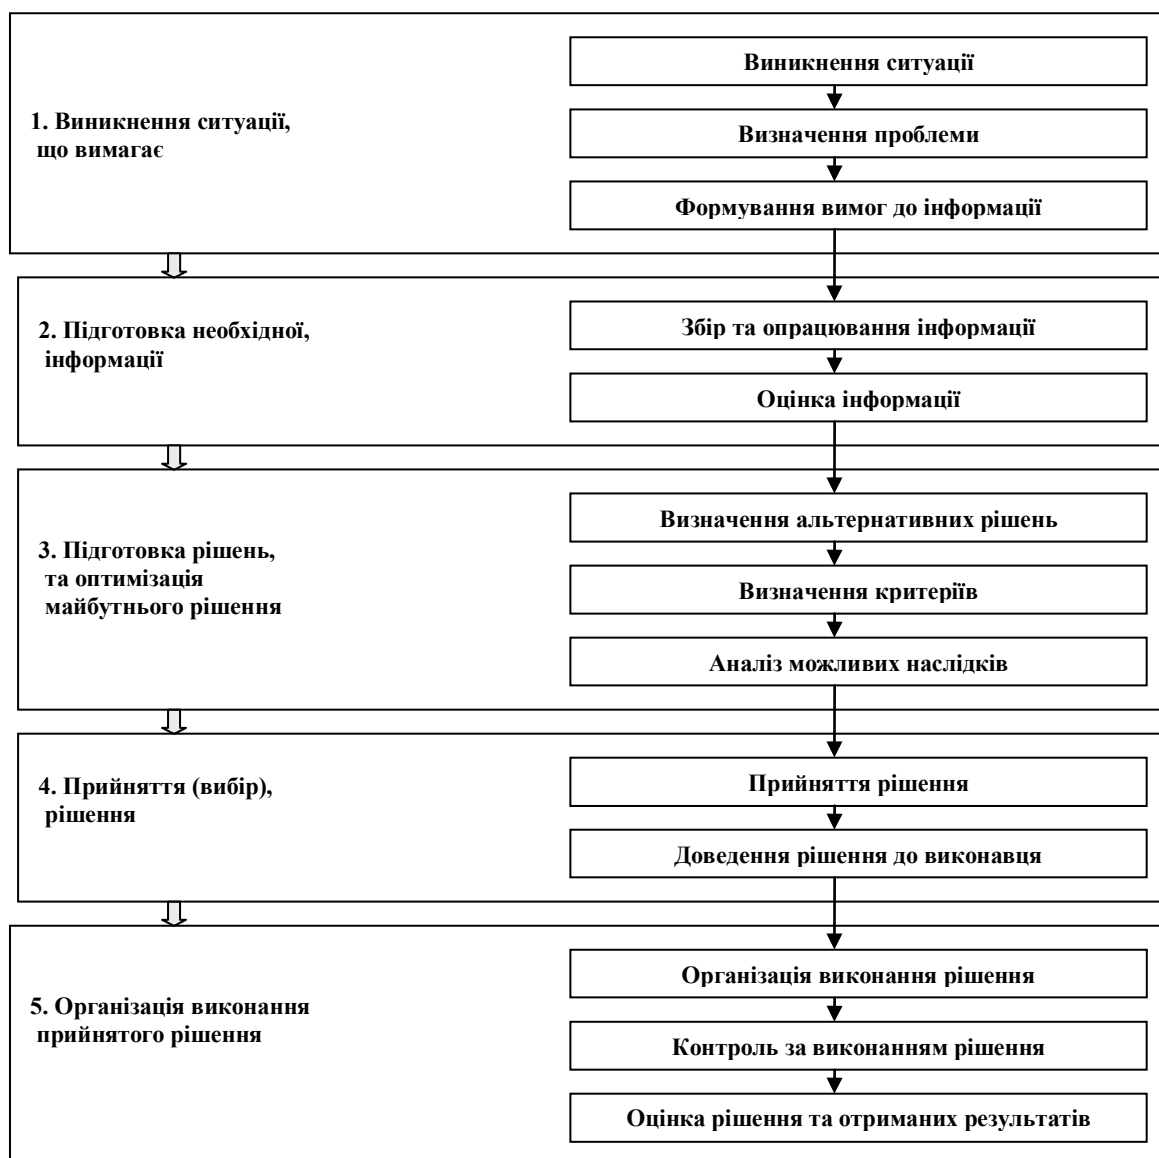 Виникнення ситуації
1. Виникнення ситуації,
що вимагає
Визначення проблеми
Формування вимог до інформації
2. Підготовка необхідної,
інформації
Збір та опрацювання інформації
Оцінка інформації
3. Підготовка рішень,
та оптимізація
майбутнього рішення
Визначення альтернативних рішень
Визначення критеріїв
Аналіз можливих наслідків
4. Прийняття (вибір),
рішення
Прийняття рішення
Доведення рішення до виконавця
5. Організація виконання
прийнятого рішення
Організація виконання рішення
Контроль за виконанням рішення
Оцінка рішення та отриманих результатів